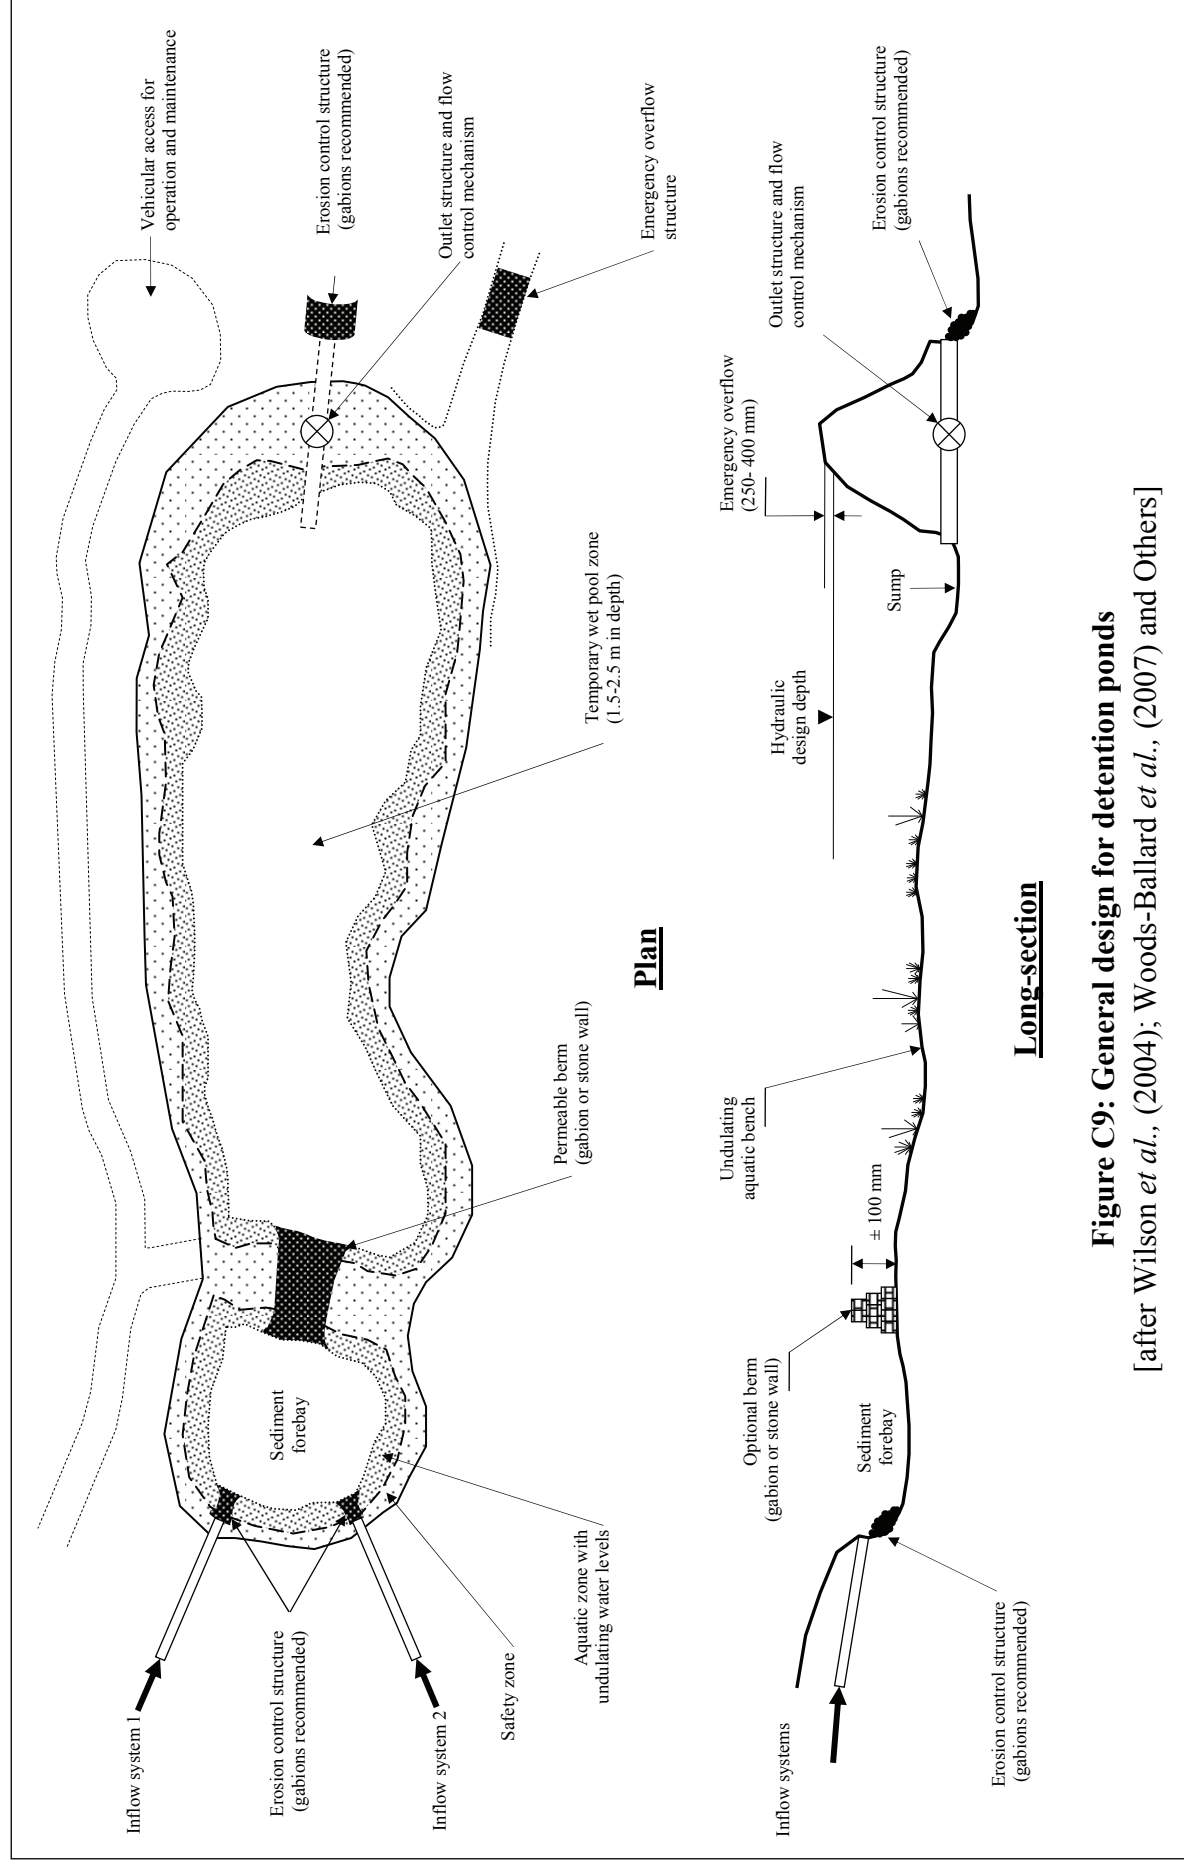 Vehicular access for
operation and maintenance
Erosion control structure
(gabions recommended)
Outlet structure and flow
control mechanism
Emergency overflow
structure
Temporary wet pool zone
(1.5-2.5 m in depth)
Permeable berm
(gabion or stone wall)
Sediment
forebay
Inflow system 1
Erosion control structure
(gabions recommended)
Inflow system 2
Safety zone
Aquatic zone with
undulating water levels
Plan
Inflow systems
Erosion control structure
(gabions recommended)
Optional berm
(gabion or stone wall)
Sediment
forebay
± 100 mm
Undulating
aquatic bench
Hydraulic
design depth
Sump
Emergency overflow
(250- 400 mm)
Outlet structure and flow
control mechanism
Erosion control structure
(gabions recommended)
Long-section
Figure C9: General design for detention ponds
[after Wilson et al., (2004); Woods-Ballard et al., (2007) and Others]